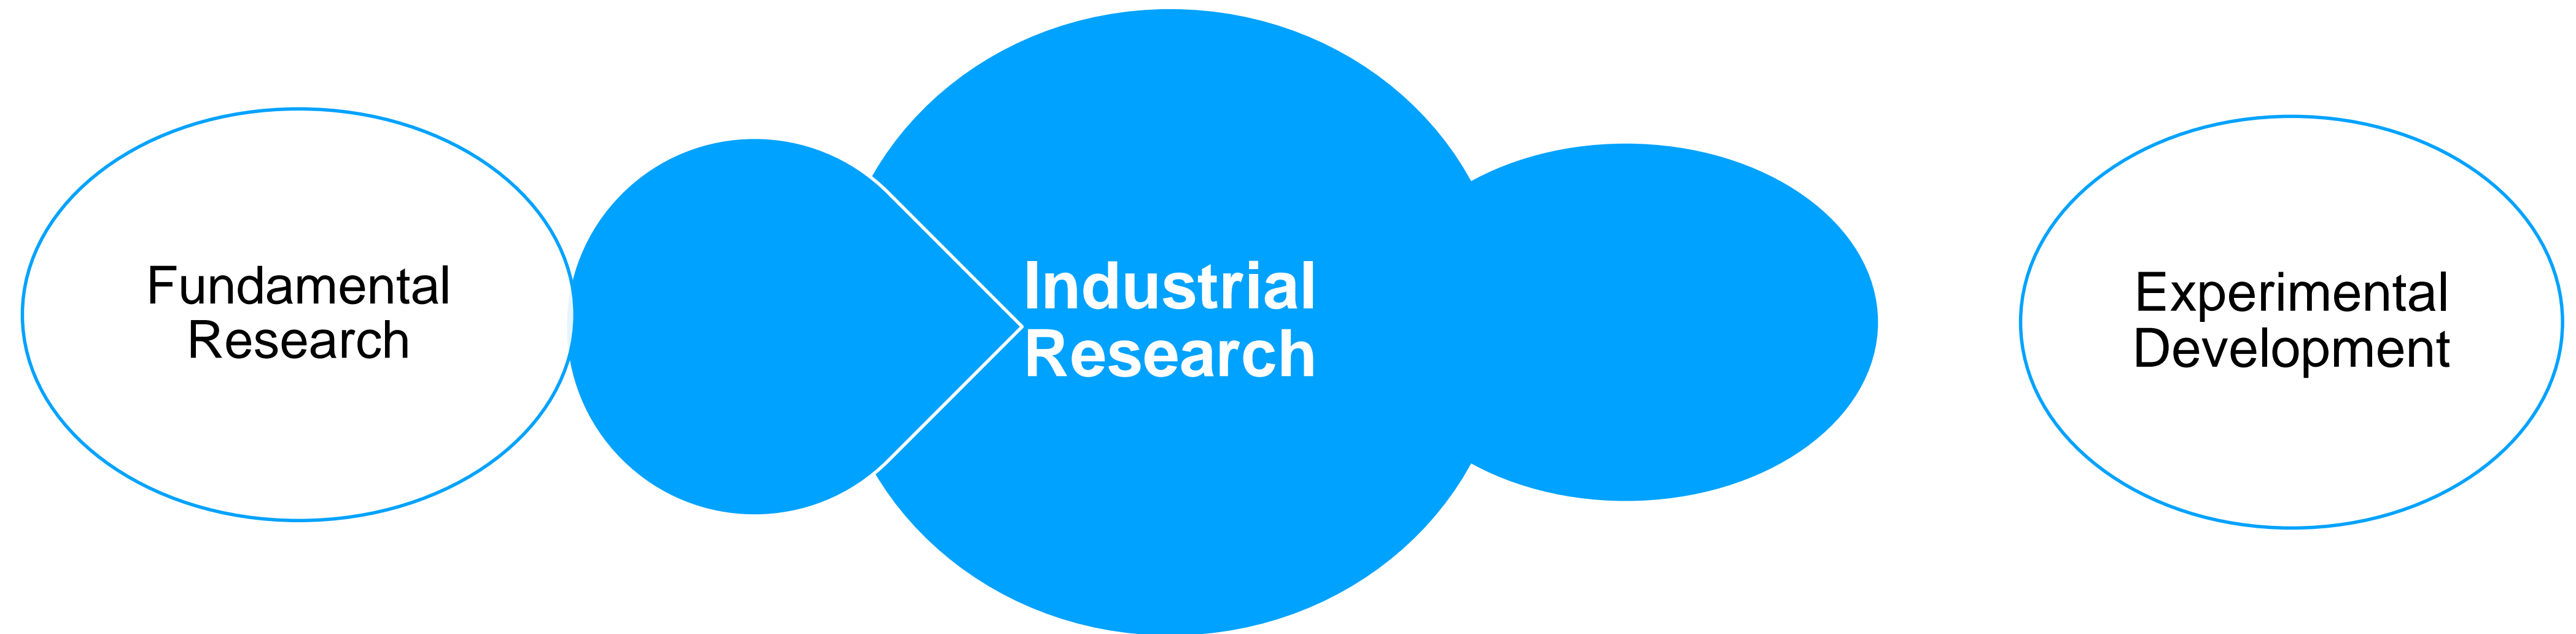 Fundamental
Research
Industrial
Research
Experimental
Development